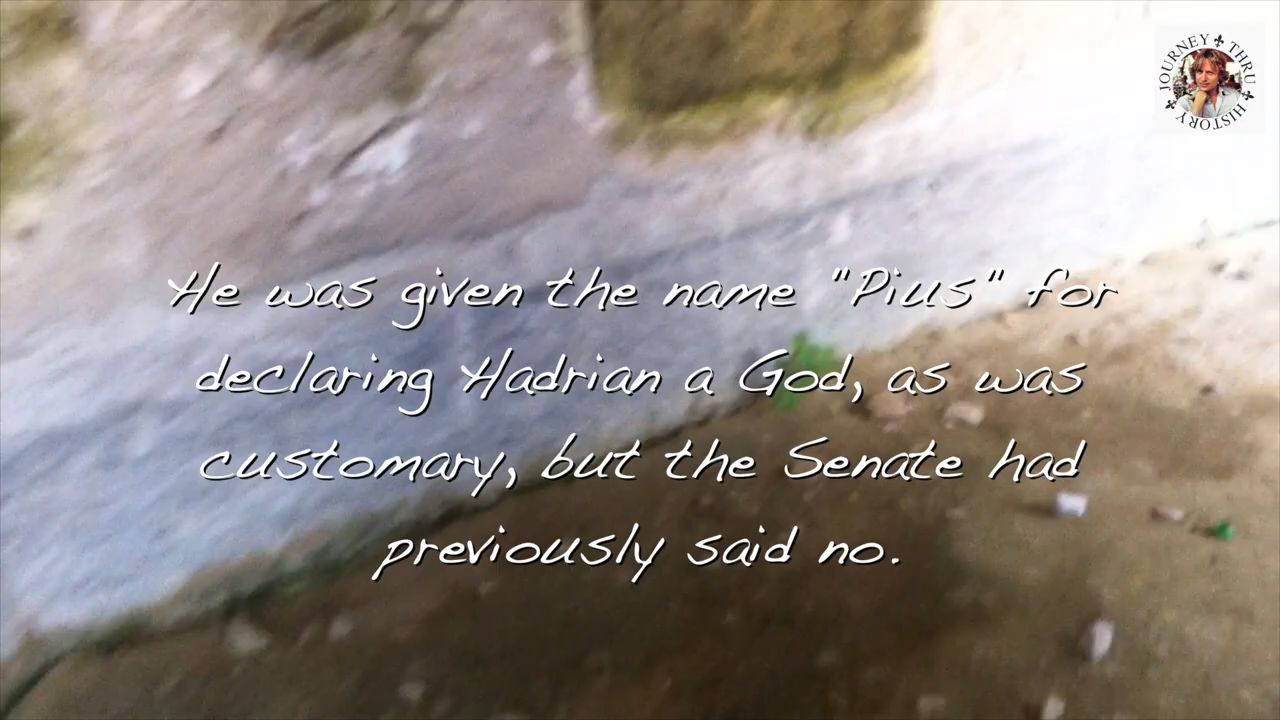 JOURNEY THRU HISTORY
He was given the name "Pius" for
declaring Hadrian a God, as was
customary, but the Senate had
previously said no.